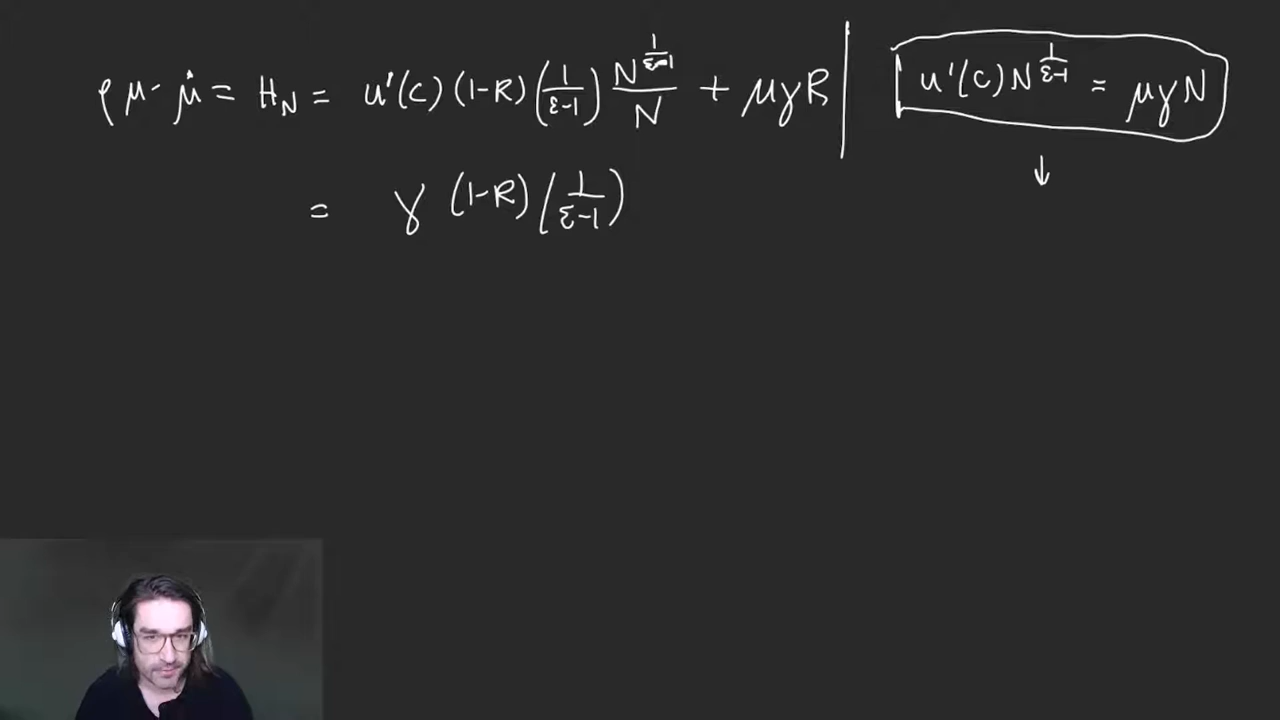 ρμ - μ̇ = H_N = u'(c) (1-R) (1/(ε-1)) N^(1/(ε-1))/N + μγR | u'(c) N^(1/(ε-1)) = μγN
↓
= γ (1-R) (1/(ε-1))